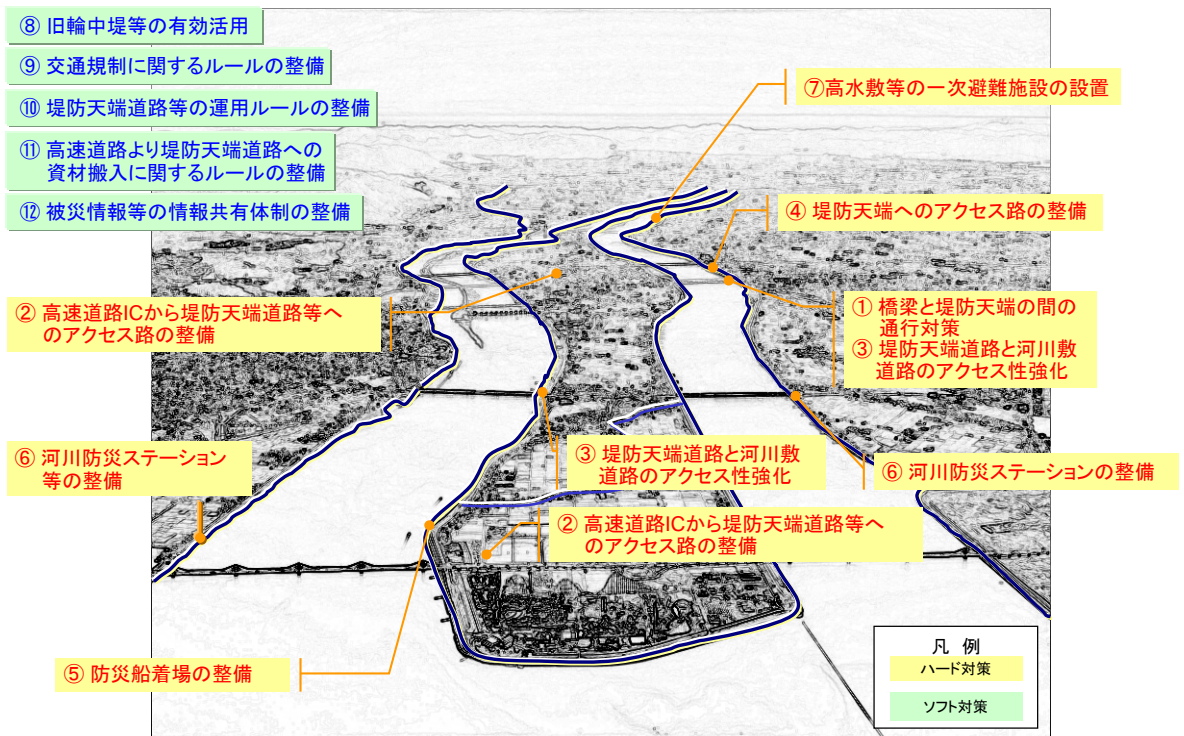 ⑧ 旧輪中堤等の有効活用
⑨ 交通規制に関するルールの整備
⑩ 堤防天端道路等の運用ルールの整備
⑪ 高速道路より堤防天端道路への
資材搬入に関するルールの整備
⑫ 被災情報等の情報共有体制の整備
⑦高水敷等の一次避難施設の設置
④ 堤防天端へのアクセス路の整備
② 高速道路ICから堤防天端道路等へ
のアクセス路の整備
① 橋梁と堤防天端の間の
通行対策
③ 堤防天端道路と河川敷
道路のアクセス性強化
⑥ 河川防災ステーション
等の整備
③ 堤防天端道路と河川敷
道路のアクセス性強化
⑥ 河川防災ステーションの整備
② 高速道路ICから堤防天端道路等へ
のアクセス路の整備
⑤ 防災船着場の整備
凡 例
ハード対策
ソフト対策